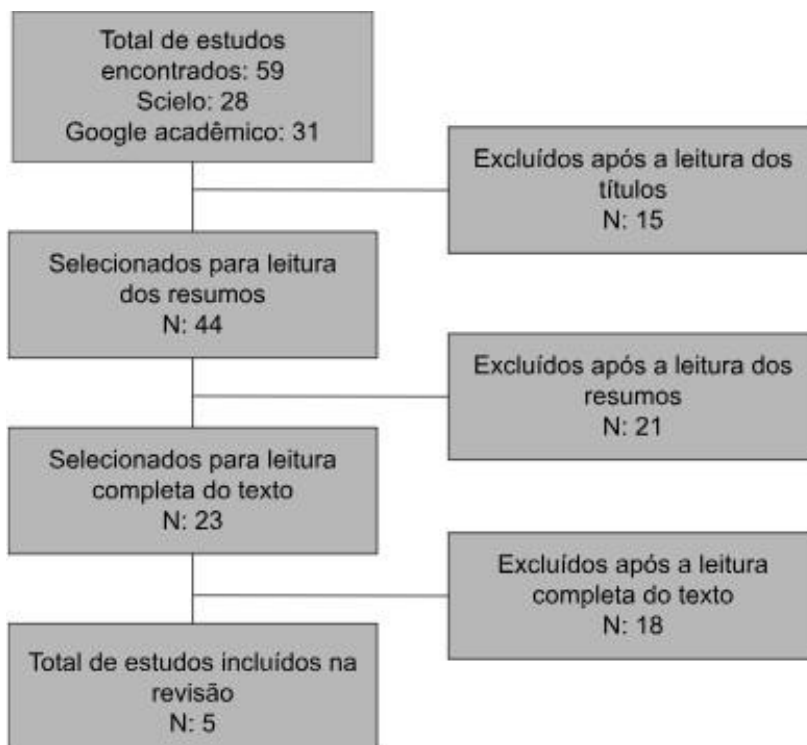 Total de estudos
encontrados: 59
Scielo: 28
Google acadêmico: 31
Excluídos após a leitura dos
títulos
N: 15
Selecionados para leitura
dos resumos
N: 44
Excluídos após a leitura dos
resumos
N: 21
Selecionados para leitura
completa do texto
N: 23
Excluídos após a leitura
completa do texto
N: 18
Total de estudos incluídos na
revisão
N: 5